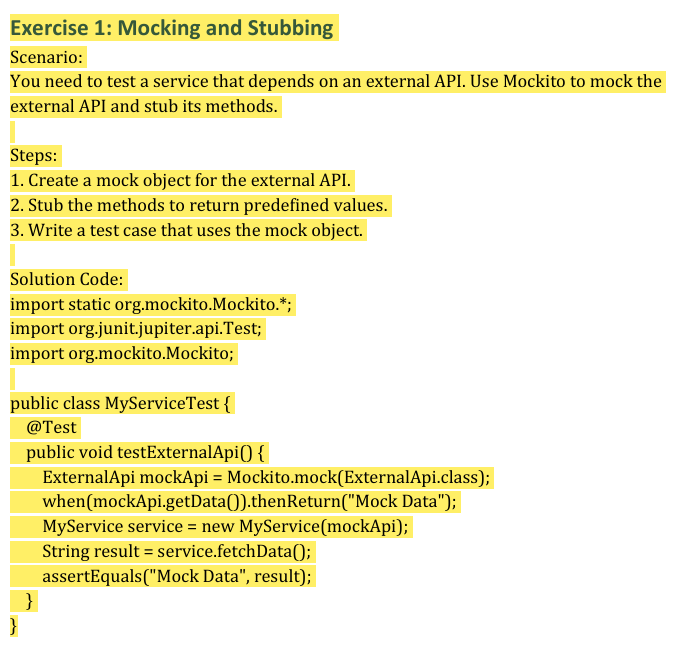 Exercise 1: Mocking and Stubbing
Scenario:
You need to test a service that depends on an external API. Use Mockito to mock the
external API and stub its methods.
Steps:
1. Create a mock object for the external API.
2. Stub the methods to return predefined values.
3. Write a test case that uses the mock object.
Solution Code:
import static org.mockito.Mockito.*;
import org.junit.jupiter.api.Test;
import org.mockito.Mockito;
public class MyServiceTest {
@Test
public void testExternalApi() {
ExternalApi mockApi = Mockito.mock(ExternalApi.class);
when(mockApi.getData()).thenReturn("Mock Data");
MyService service = new MyService(mockApi);
String result = service.fetchData();
assertEquals("Mock Data", result);
}
}